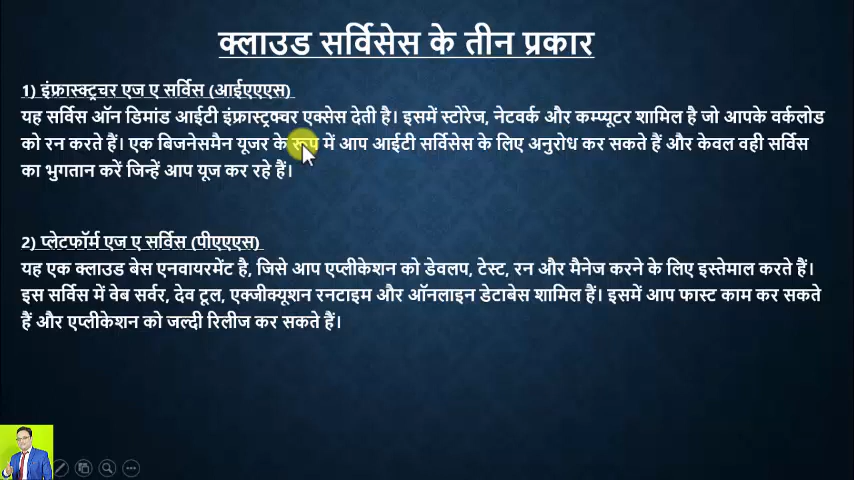 क्लाउड सर्विसेस के तीन प्रकार
1) इंफ्रास्क्ट्रचर एज ए सर्विस (आईएएएस)
यह सर्विस ऑन डिमांड आईटी इंफ्रास्ट्रक्चर एक्सेस देती है। इसमें स्टोरेज, नेटवर्क और कम्प्यूटर शामिल है जो आपके वर्कलोड
को रन करते हैं। एक बिजनेसमैन यूजर के रूप में आप आईटी सर्विसेस के लिए अनुरोध कर सकते हैं और केवल वही सर्विस
का भुगतान करें जिन्हें आप यूज कर रहे हैं।
2) प्लेटफॉर्म एज ए सर्विस (पीएएएस)
यह एक क्लाउड बेस एनवायरमेंट है, जिसे आप एप्लीकेशन को डेवलप, टेस्ट, रन और मैनेज करने के लिए इस्तेमाल करते हैं।
इस सर्विस में वेब सर्वर, देव टूल, एक्जीक्यूशन रनटाइम और ऑनलाइन डेटाबेस शामिल हैं। इसमें आप फास्ट काम कर सकते
हैं और एप्लीकेशन को जल्दी रिलीज कर सकते हैं।